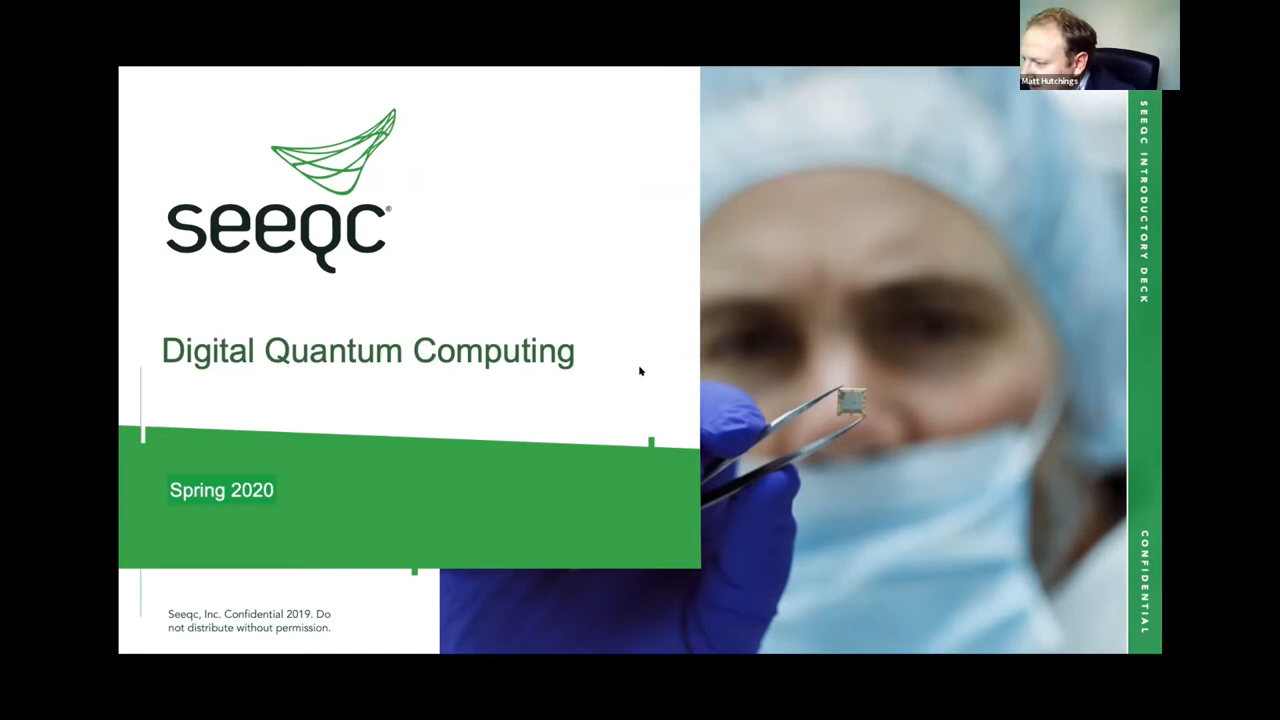 Matt Hutchings
seeqc®
Digital Quantum Computing
Spring 2020
Seeqc, Inc. Confidential 2019. Do
not distribute without permission.
SEEQC INTRODUCTORY DECK
CONFIDENTIAL